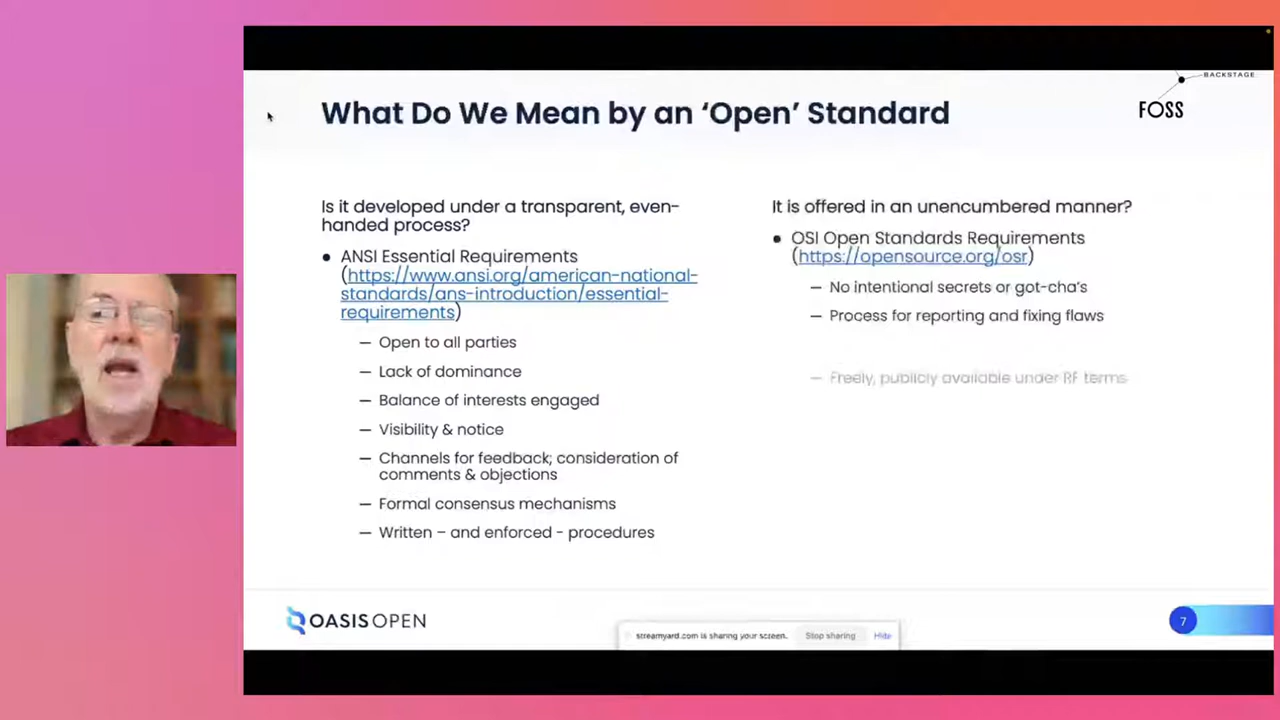 BACKSTAGE
FOSS
What Do We Mean by an ‘Open’ Standard
Is it developed under a transparent, even-
handed process?
● ANSI Essential Requirements
(https://www.ansi.org/american-national-
standards/ans-introduction/essential-
requirements)
— Open to all parties
— Lack of dominance
— Balance of interests engaged
— Visibility & notice
— Channels for feedback; consideration of
comments & objections
— Formal consensus mechanisms
— Written – and enforced - procedures
It is offered in an unencumbered manner?
● OSI Open Standards Requirements
(https://opensource.org/osr)
— No intentional secrets or got-cha's
— Process for reporting and fixing flaws
— Freely, publicly available under RF terms
OASIS OPEN
streamyard.com is sharing your screen. Stop sharing Hide
7